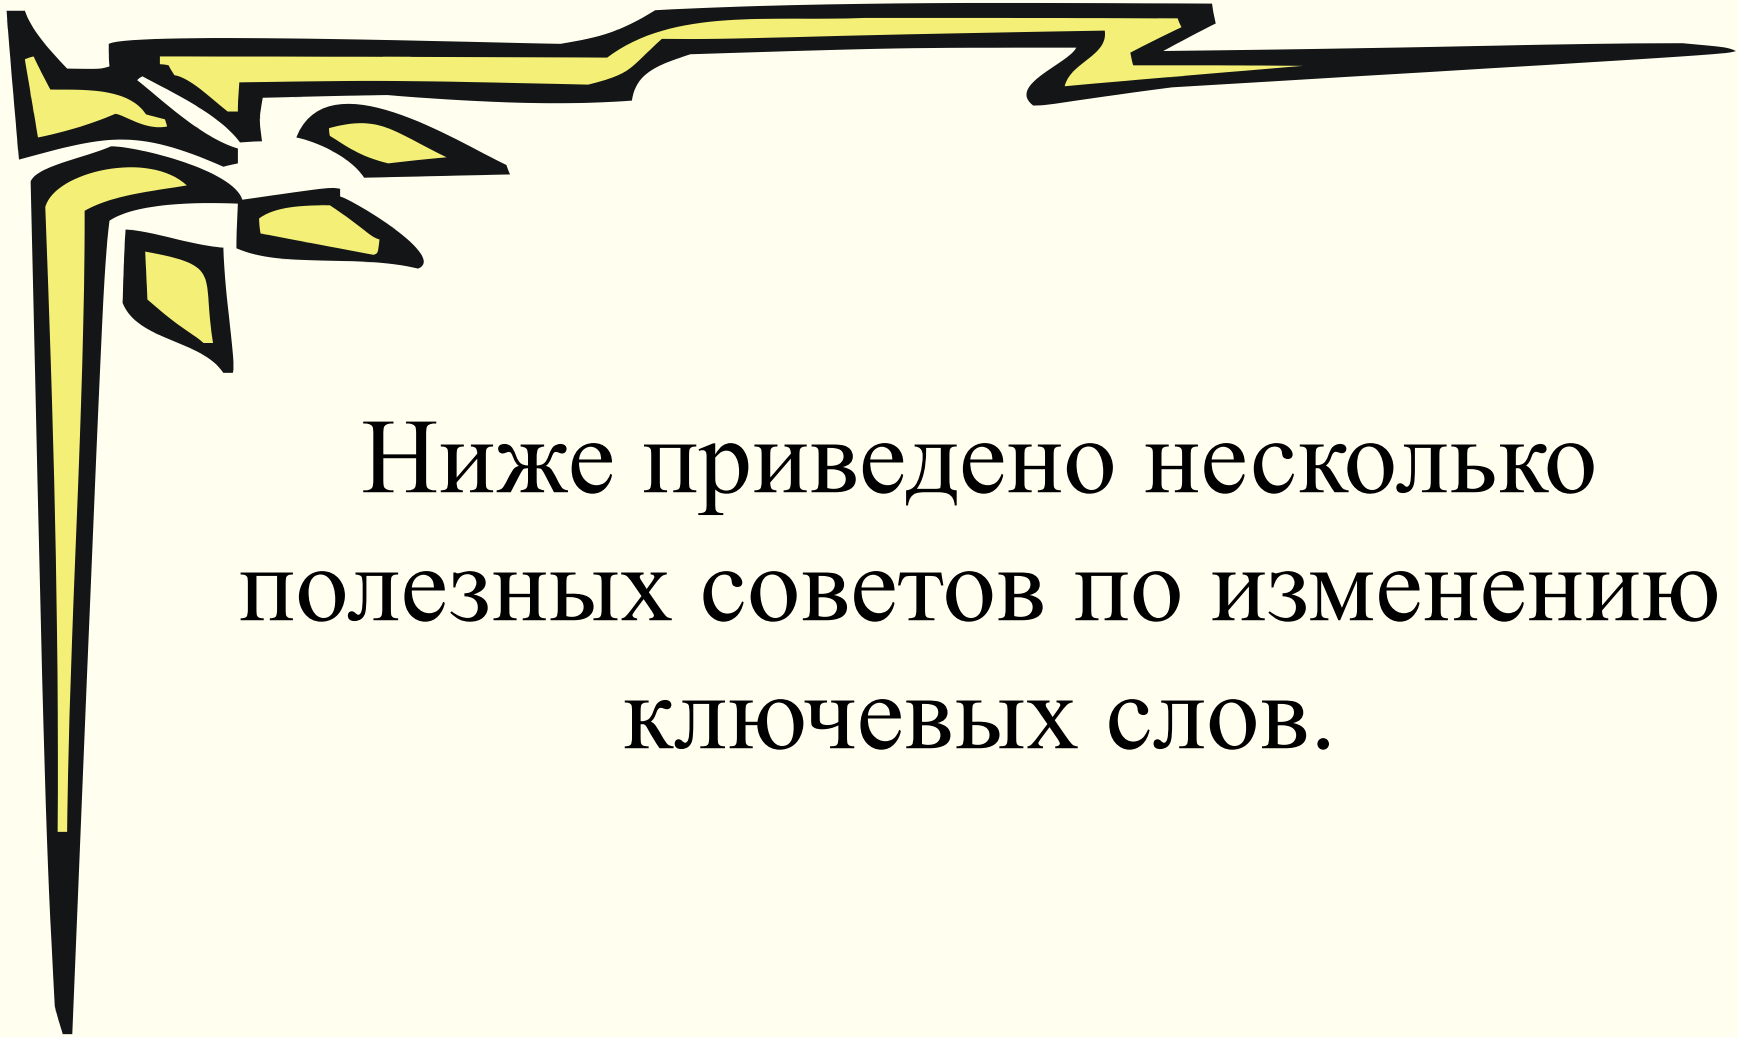 Ниже приведено несколько
полезных советов по изменению
ключевых слов.